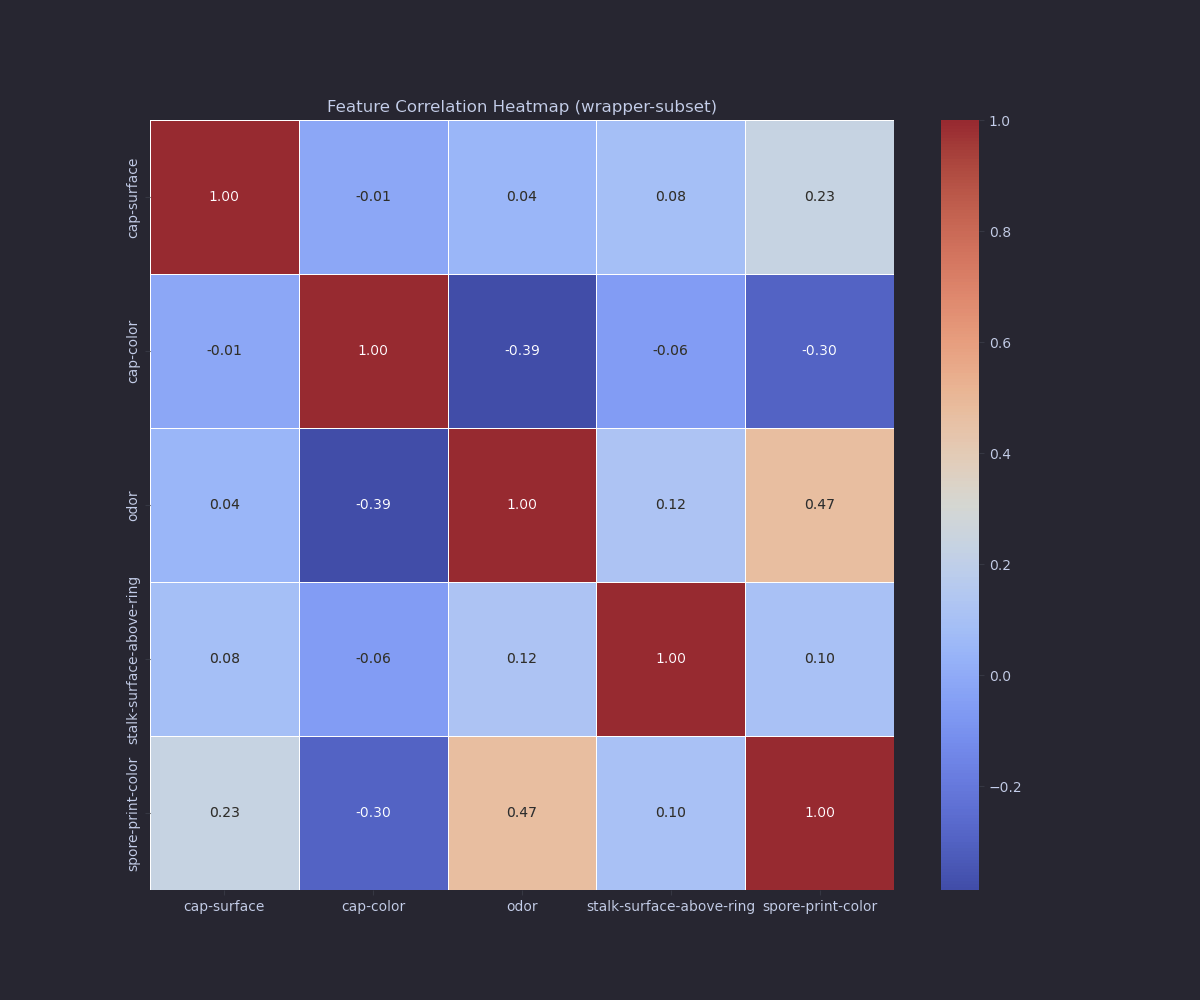 Feature Correlation Heatmap (wrapper-subset)
cap-surface
1.00
-0.01
0.04
0.08
0.23
cap-color
-0.01
1.00
-0.39
-0.06
-0.30
odor
0.04
-0.39
1.00
0.12
0.47
stalk-surface-above-ring
0.08
-0.06
0.12
1.00
0.10
spore-print-color
0.23
-0.30
0.47
0.10
1.00
cap-surface
cap-color
odor
stalk-surface-above-ring
spore-print-color
1.0
0.8
0.6
0.4
0.2
0.0
−0.2